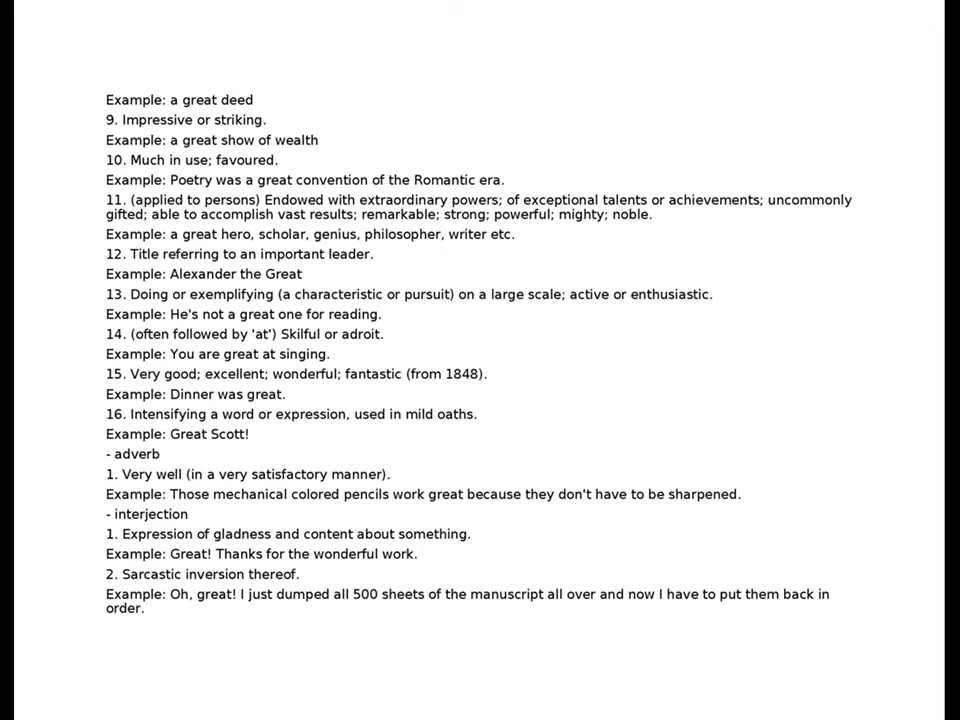 Example: a great deed
9. Impressive or striking.
Example: a great show of wealth
10. Much in use; favoured.
Example: Poetry was a great convention of the Romantic era.
11. (applied to persons) Endowed with extraordinary powers; of exceptional talents or achievements; uncommonly
gifted; able to accomplish vast results; remarkable; strong; powerful; mighty; noble.
Example: a great hero, scholar, genius, philosopher, writer etc.
12. Title referring to an important leader.
Example: Alexander the Great
13. Doing or exemplifying (a characteristic or pursuit) on a large scale; active or enthusiastic.
Example: He's not a great one for reading.
14. (often followed by 'at') Skilful or adroit.
Example: You are great at singing.
15. Very good; excellent; wonderful; fantastic (from 1848).
Example: Dinner was great.
16. Intensifying a word or expression, used in mild oaths.
Example: Great Scott!
- adverb
1. Very well (in a very satisfactory manner).
Example: Those mechanical colored pencils work great because they don't have to be sharpened.
- interjection
1. Expression of gladness and content about something.
Example: Great! Thanks for the wonderful work.
2. Sarcastic inversion thereof.
Example: Oh, great! I just dumped all 500 sheets of the manuscript all over and now I have to put them back in
order.